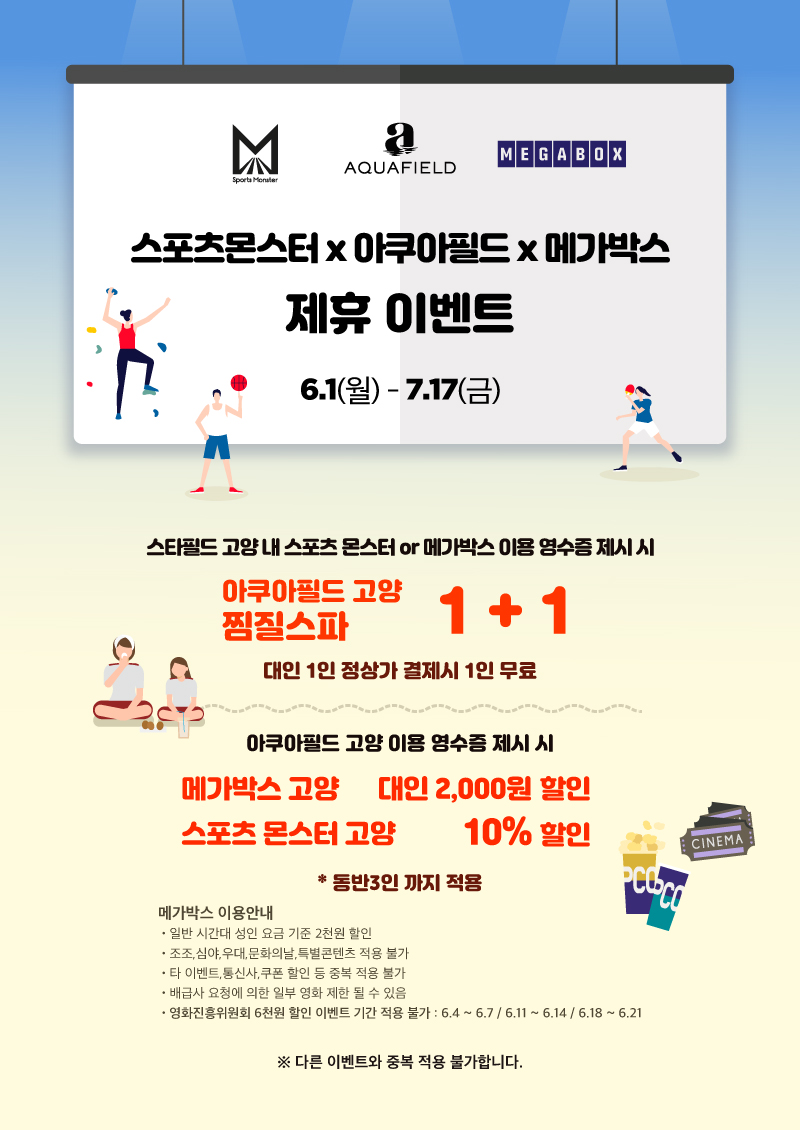 Sports Monster
a
AQUAFIELD
MEGABOX
스포츠몬스터 x 아쿠아필드 x 메가박스
제휴 이벤트
6.1(월) - 7.17(금)
스타필드 고양 내 스포츠 몬스터 or 메가박스 이용 영수증 제시 시
아쿠아필드 고양
찜질스파
1 + 1
대인 1인 정상가 결제시 1인 무료
아쿠아필드 고양 이용 영수증 제시 시
메가박스 고양 대인 2,000원 할인
스포츠 몬스터 고양 10% 할인
CINEMA
* 동반3인 까지 적용
PCO
PCO
메가박스 이용안내
• 일반 시간대 성인 요금 기준 2천원 할인
• 조조,심야,우대,문화의날,특별콘텐츠 적용 불가
• 타 이벤트,통신사,쿠폰 할인 등 중복 적용 불가
• 배급사 요청에 의한 일부 영화 제한 될 수 있음
• 영화진흥위원회 6천원 할인 이벤트 기간 적용 불가 : 6.4 ~ 6.7 / 6.11 ~ 6.14 / 6.18 ~ 6.21
※ 다른 이벤트와 중복 적용 불가합니다.